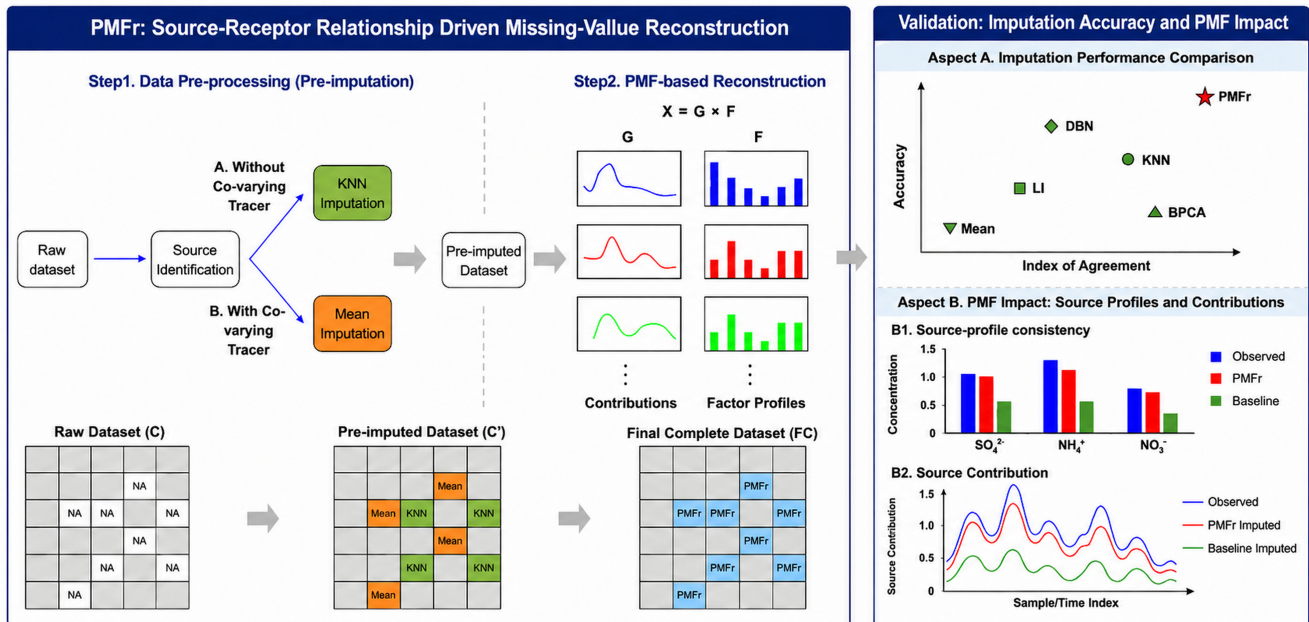 PMFr: Source-Receptor Relationship Driven Missing-Vallue Reconstruction
Step1. Data Pre-processing (Pre-imputation)
A. Without
Co-varying
Tracer
KNN
Imputation
Raw
dataset
Source
Identification
B. With Co-
varying
Tracer
Mean
Imputation
Pre-imputed
Dataset
Step2. PMF-based Reconstruction
X = G × F
G
F
Contributions
Factor Profiles
Raw Dataset (C)
NA
NA
NA
NA
NA
NA
NA
NA
Pre-imputed Dataset (C')
Mean
Mean
KNN
KNN
Mean
KNN
KNN
Mean
Final Complete Dataset (FC)
PMFr
PMFr
PMFr
PMFr
PMFr
PMFr
PMFr
PMFr
Validation: Imputation Accuracy and PMF Impact
Aspect A. Imputation Performance Comparison
Accuracy
PMFr
DBN
KNN
LI
BPCA
Mean
Index of Agreement
Aspect B. PMF Impact: Source Profiles and Contributions
B1. Source-profile consistency
Concentration
1.5
1.0
0.5
0
SO₄²⁻
NH₄⁺
NO₃⁻
Observed
PMFr
Baseline
B2. Source Contribution
Source Contribution
1.5
1.0
0.5
0
Sample/Time Index
Observed
PMFr Imputed
Baseline Imputed